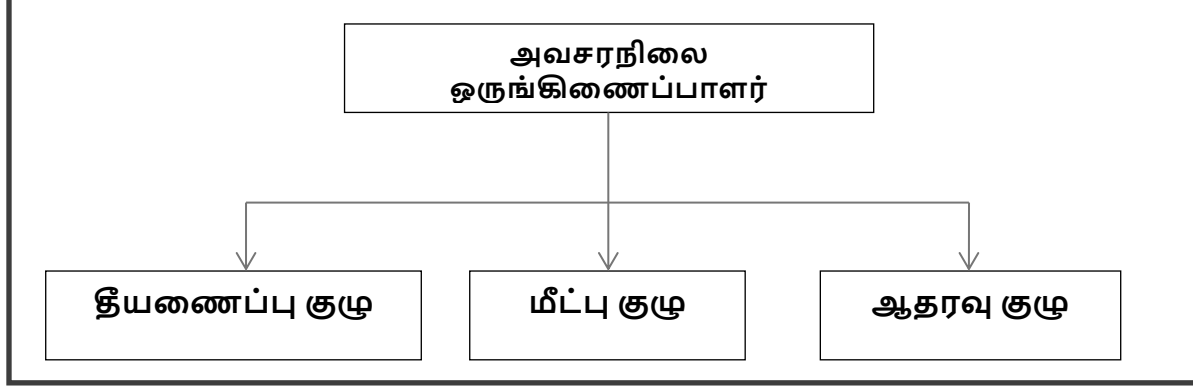 அவசரநிலை
ஒருங்கிணைப்பாளர்
தீயணைப்பு குழு
மீட்பு குழு
ஆதரவு குழு